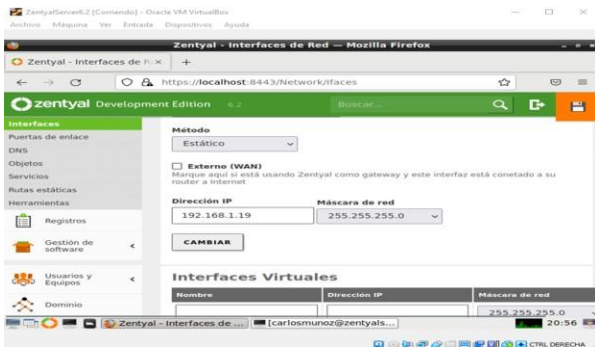 ZentyalServer6.2 [Corriendo] - Oracle VM VirtualBox
Archivo Máquina Ver Entrada Dispositivos Ayuda
Zentyal - Interfaces de Red — Mozilla Firefox
Zentyal - Interfaces de R
https://localhost:8443/Network/Ifaces
zentyal Development Edition 6.2
Buscar...
Interfaces
Puertas de enlace
DNS
Objetos
Servicios
Rutas estáticas
Herramientas
Registros
Gestión de
software
Usuarios y
Equipos
Dominio
Método
Estático
Externo (WAN)
Marque aquí si está usando Zentyal como gateway y este interfaz está conetado a su
router a Internet
Dirección IP Máscara de red
192.168.1.19 255.255.255.0
CAMBIAR
Interfaces Virtuales
Nombre Dirección IP Máscara de red
255.255.255.0
Zentyal - Interfaces de ... [carlosmunoz@zentyals... 20:56
CTRL DERECHA